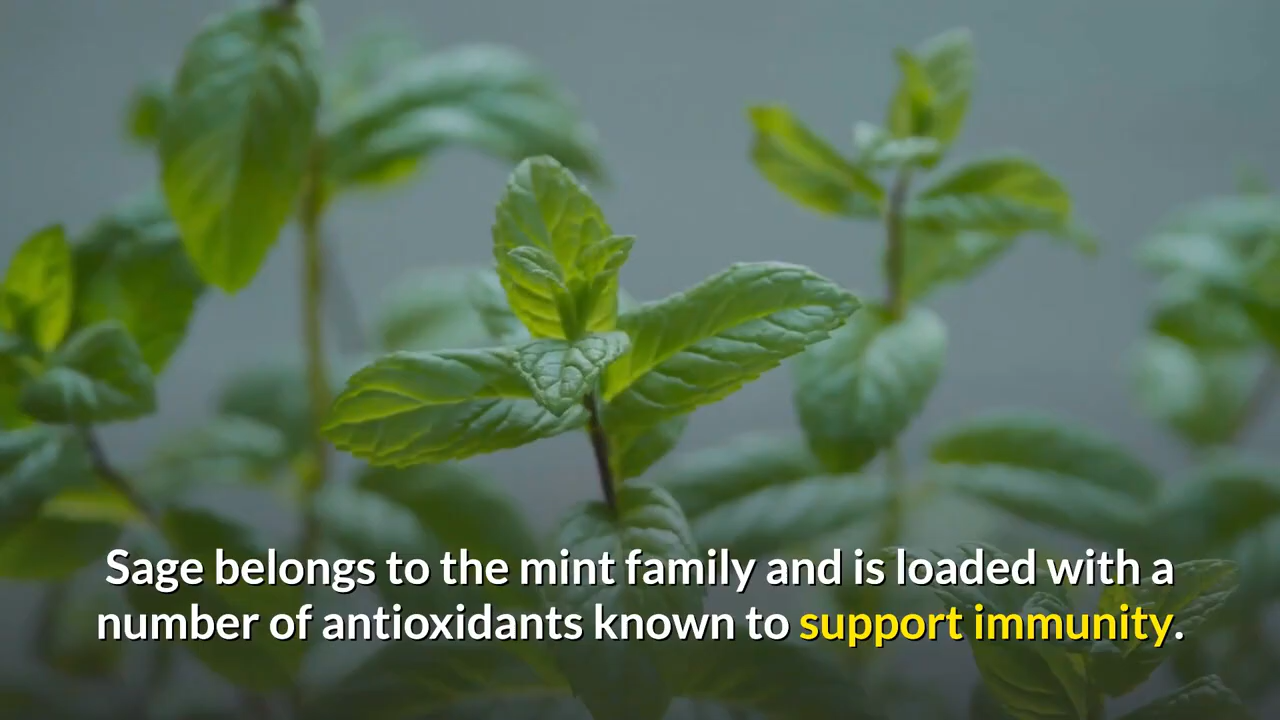 Sage belongs to the mint family and is loaded with a
number of antioxidants known to support immunity.